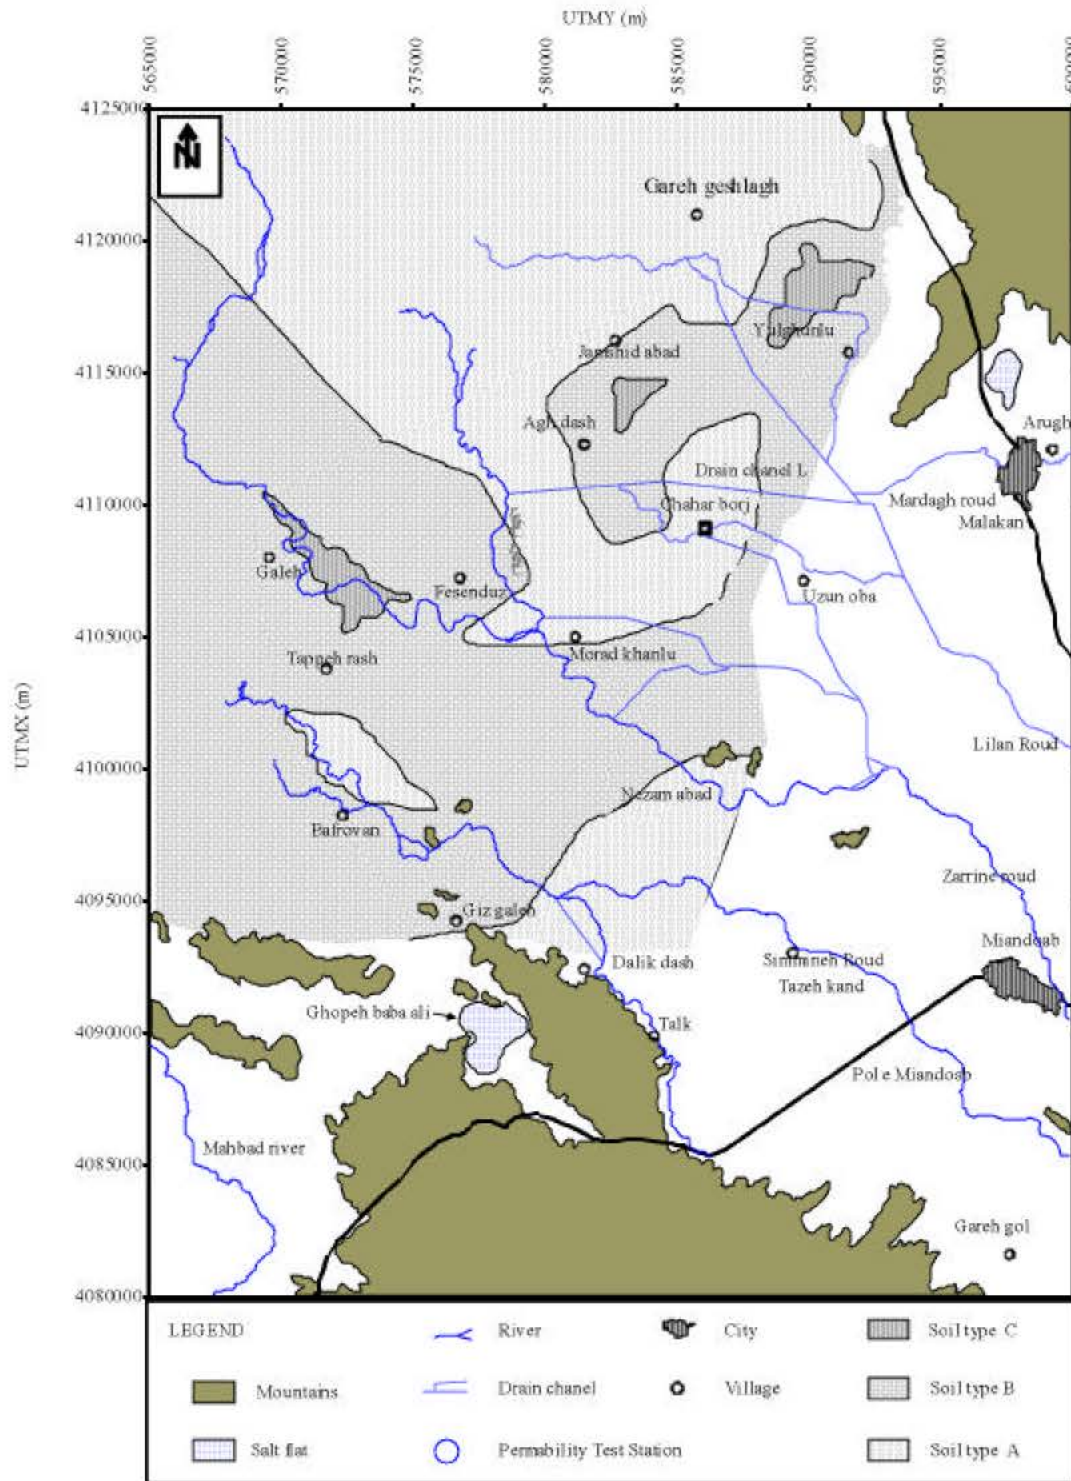 UTMY (m)
565000
570000
575000
580000
585000
590000
595000
4125000
N
Gareh geshlagh
4120000
Yulghunlu
Jamshid abad
4115000
Agh dash
Arugh
Drain chanel L
4110000
Chahar borj
Mardagh roud
Malakan
Galeh
Fesenduz
Uzun oba
4105000
Morad khanlu
Tappeh rash
UTMX (m)
Lilan Roud
4100000
Nezam abad
Bafrovan
Zarrine roud
4095000
Giz galeh
Miandoab
Dalik dash
Simmineh Roud
Tazeh kand
Ghopeh baba ali
4090000
Talk
Pol e Miandoab
Mahbad river
4085000
Gareh gol
4080000
LEGEND
River
City
Soil type C
Mountains
Drain chanel
Village
Soil type B
Salt flat
Permability Test Station
Soil type A